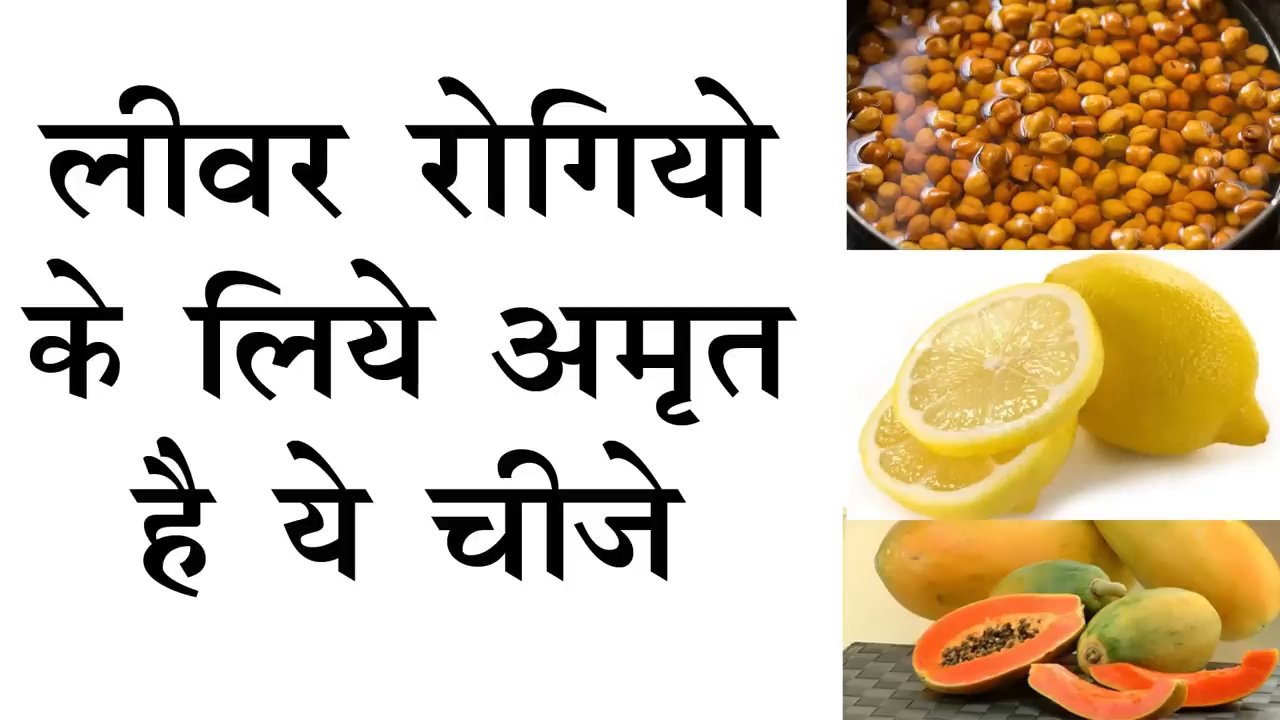 लीवर रोगियो
के लिये अमृत
है ये चीजे